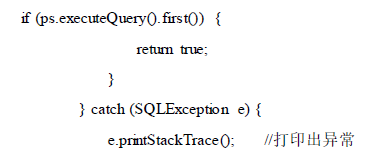 if (ps.executeQuery().first()) {
return true;
}
} catch (SQLException e) {
e.printStackTrace(); //打印出异常